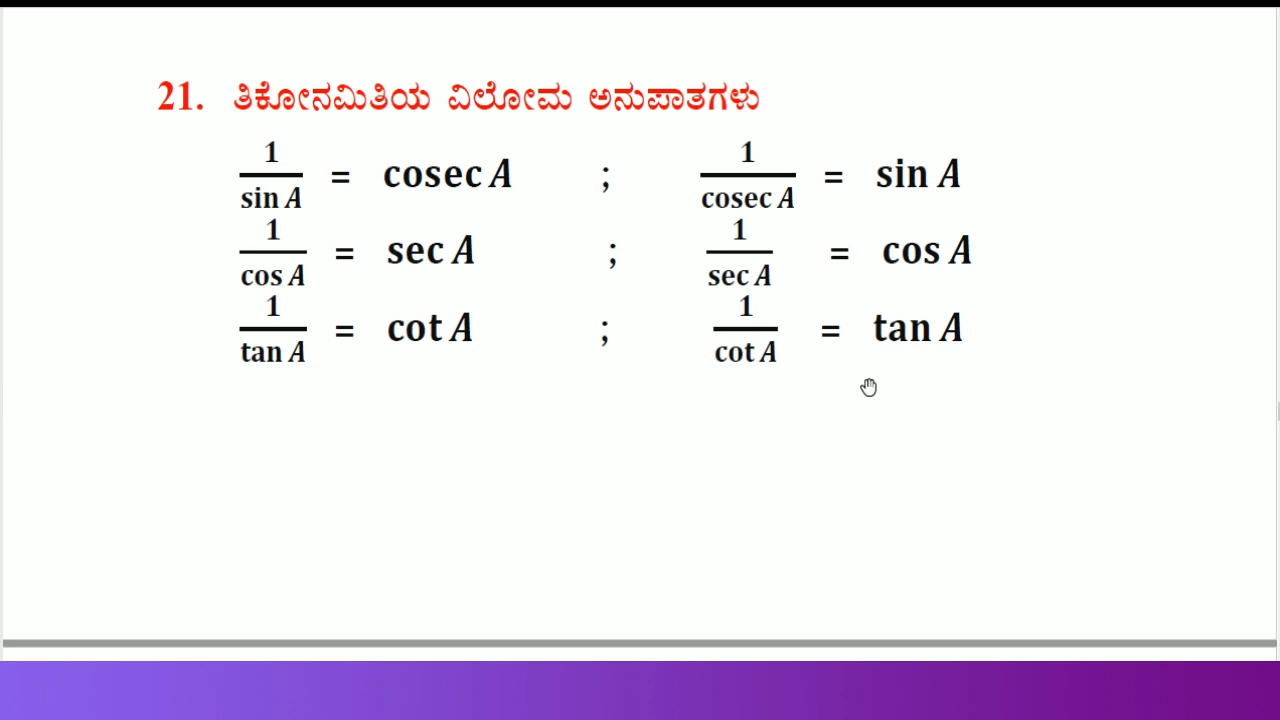 21. ತಿಕೋನಮಿತಿಯ ವಿಲೋಮ ಅನುಪಾತಗಳು
1/sin A = cosec A ; 1/cosec A = sin A
1/cos A = sec A ; 1/sec A = cos A
1/tan A = cot A ; 1/cot A = tan A